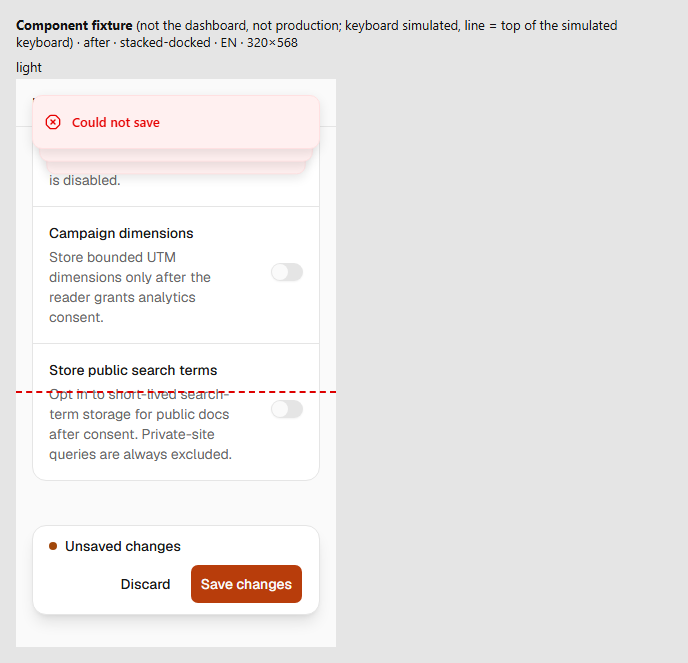 Component fixture (not the dashboard, not production; keyboard simulated, line = top of the simulated
keyboard) · after · stacked-docked · EN · 320×568
light
Could not save
is disabled.
Campaign dimensions
Store bounded UTM
dimensions only after the
reader grants analytics
consent.
Store public search terms
Opt in to short-lived search-
term storage for public docs
after consent. Private-site
queries are always excluded.
Unsaved changes
Discard
Save changes